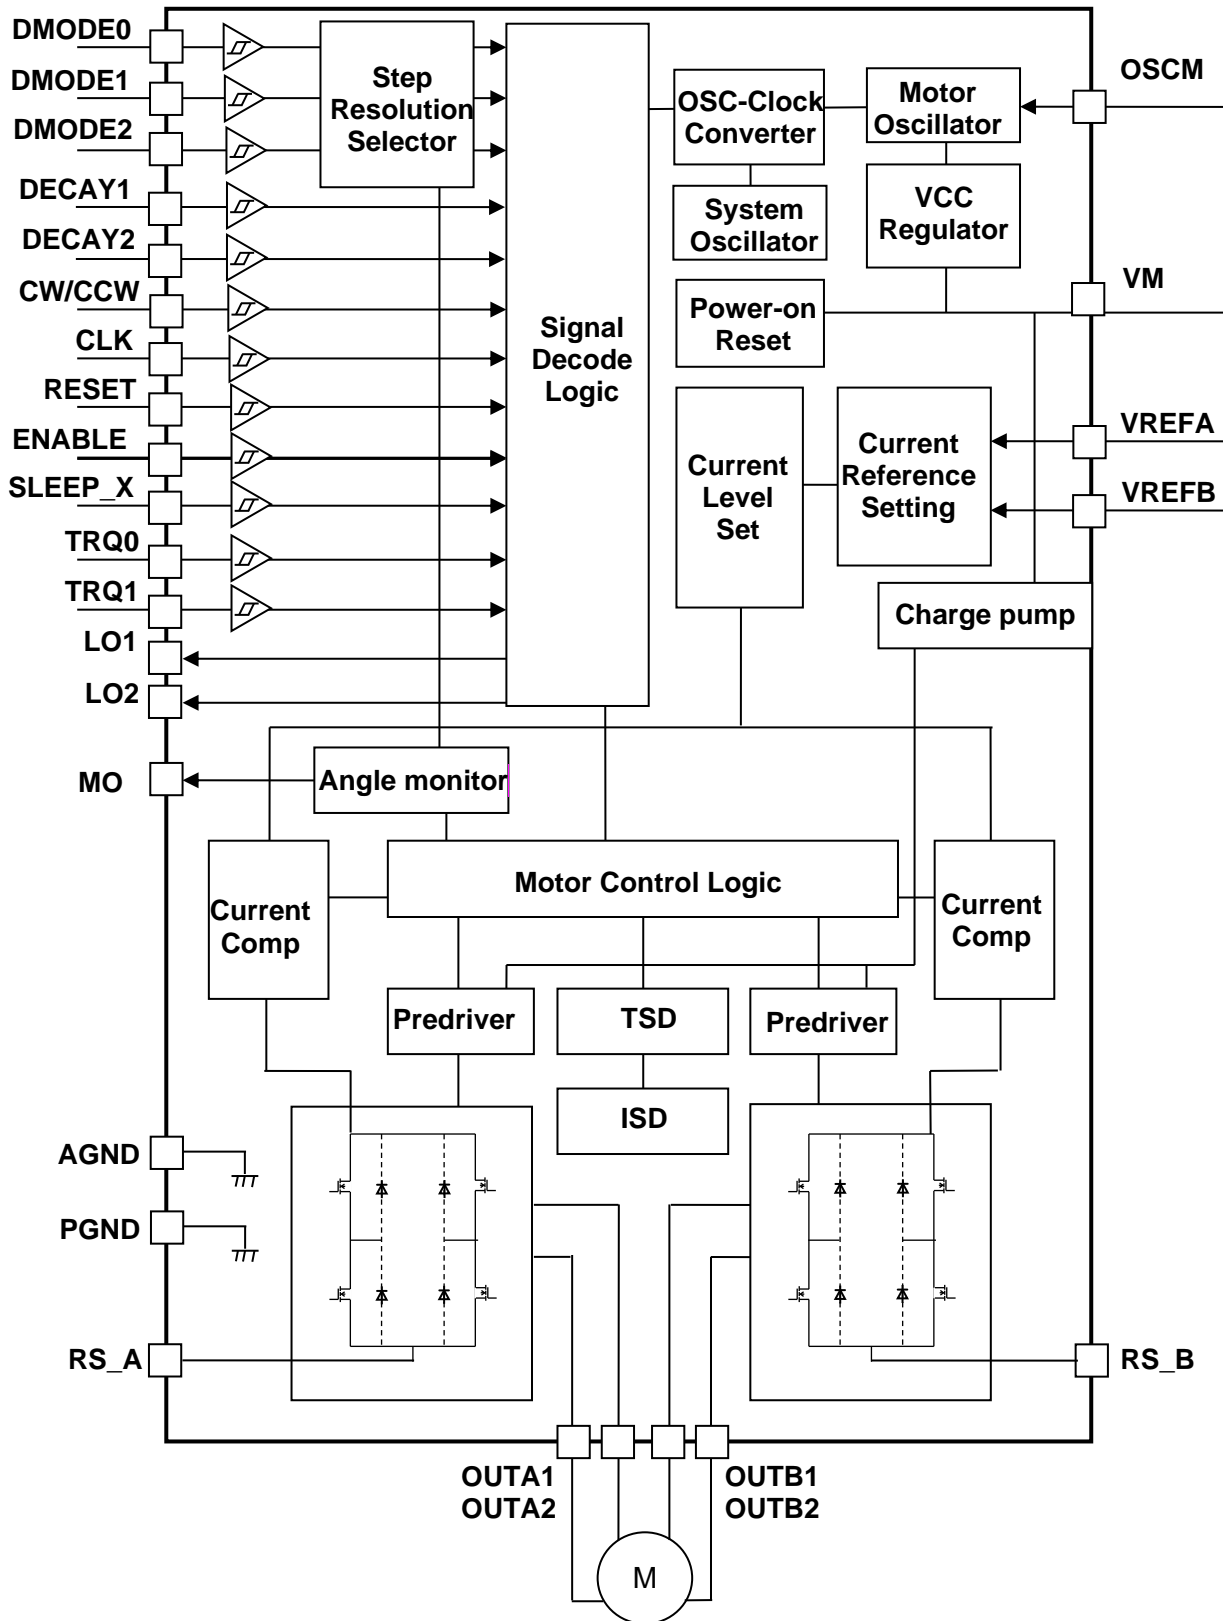 DMODE0
DMODE1
DMODE2
DECAY1
DECAY2
CW/CCW
CLK
RESET
ENABLE
SLEEP_X
TRQ0
TRQ1
LO1
LO2
MO
AGND
PGND
RS_A
Step
Resolution
Selector
Signal
Decode
Logic
OSC-Clock
Converter
Motor
Oscillator
System
Oscillator
VCC
Regulator
Power-on
Reset
Current
Level
Set
Current
Reference
Setting
Charge pump
OSCM
VM
VREFA
VREFB
Angle monitor
Motor Control Logic
Current
Comp
Current
Comp
Predriver
TSD
Predriver
ISD
RS_B
OUTA1
OUTA2
OUTB1
OUTB2
M